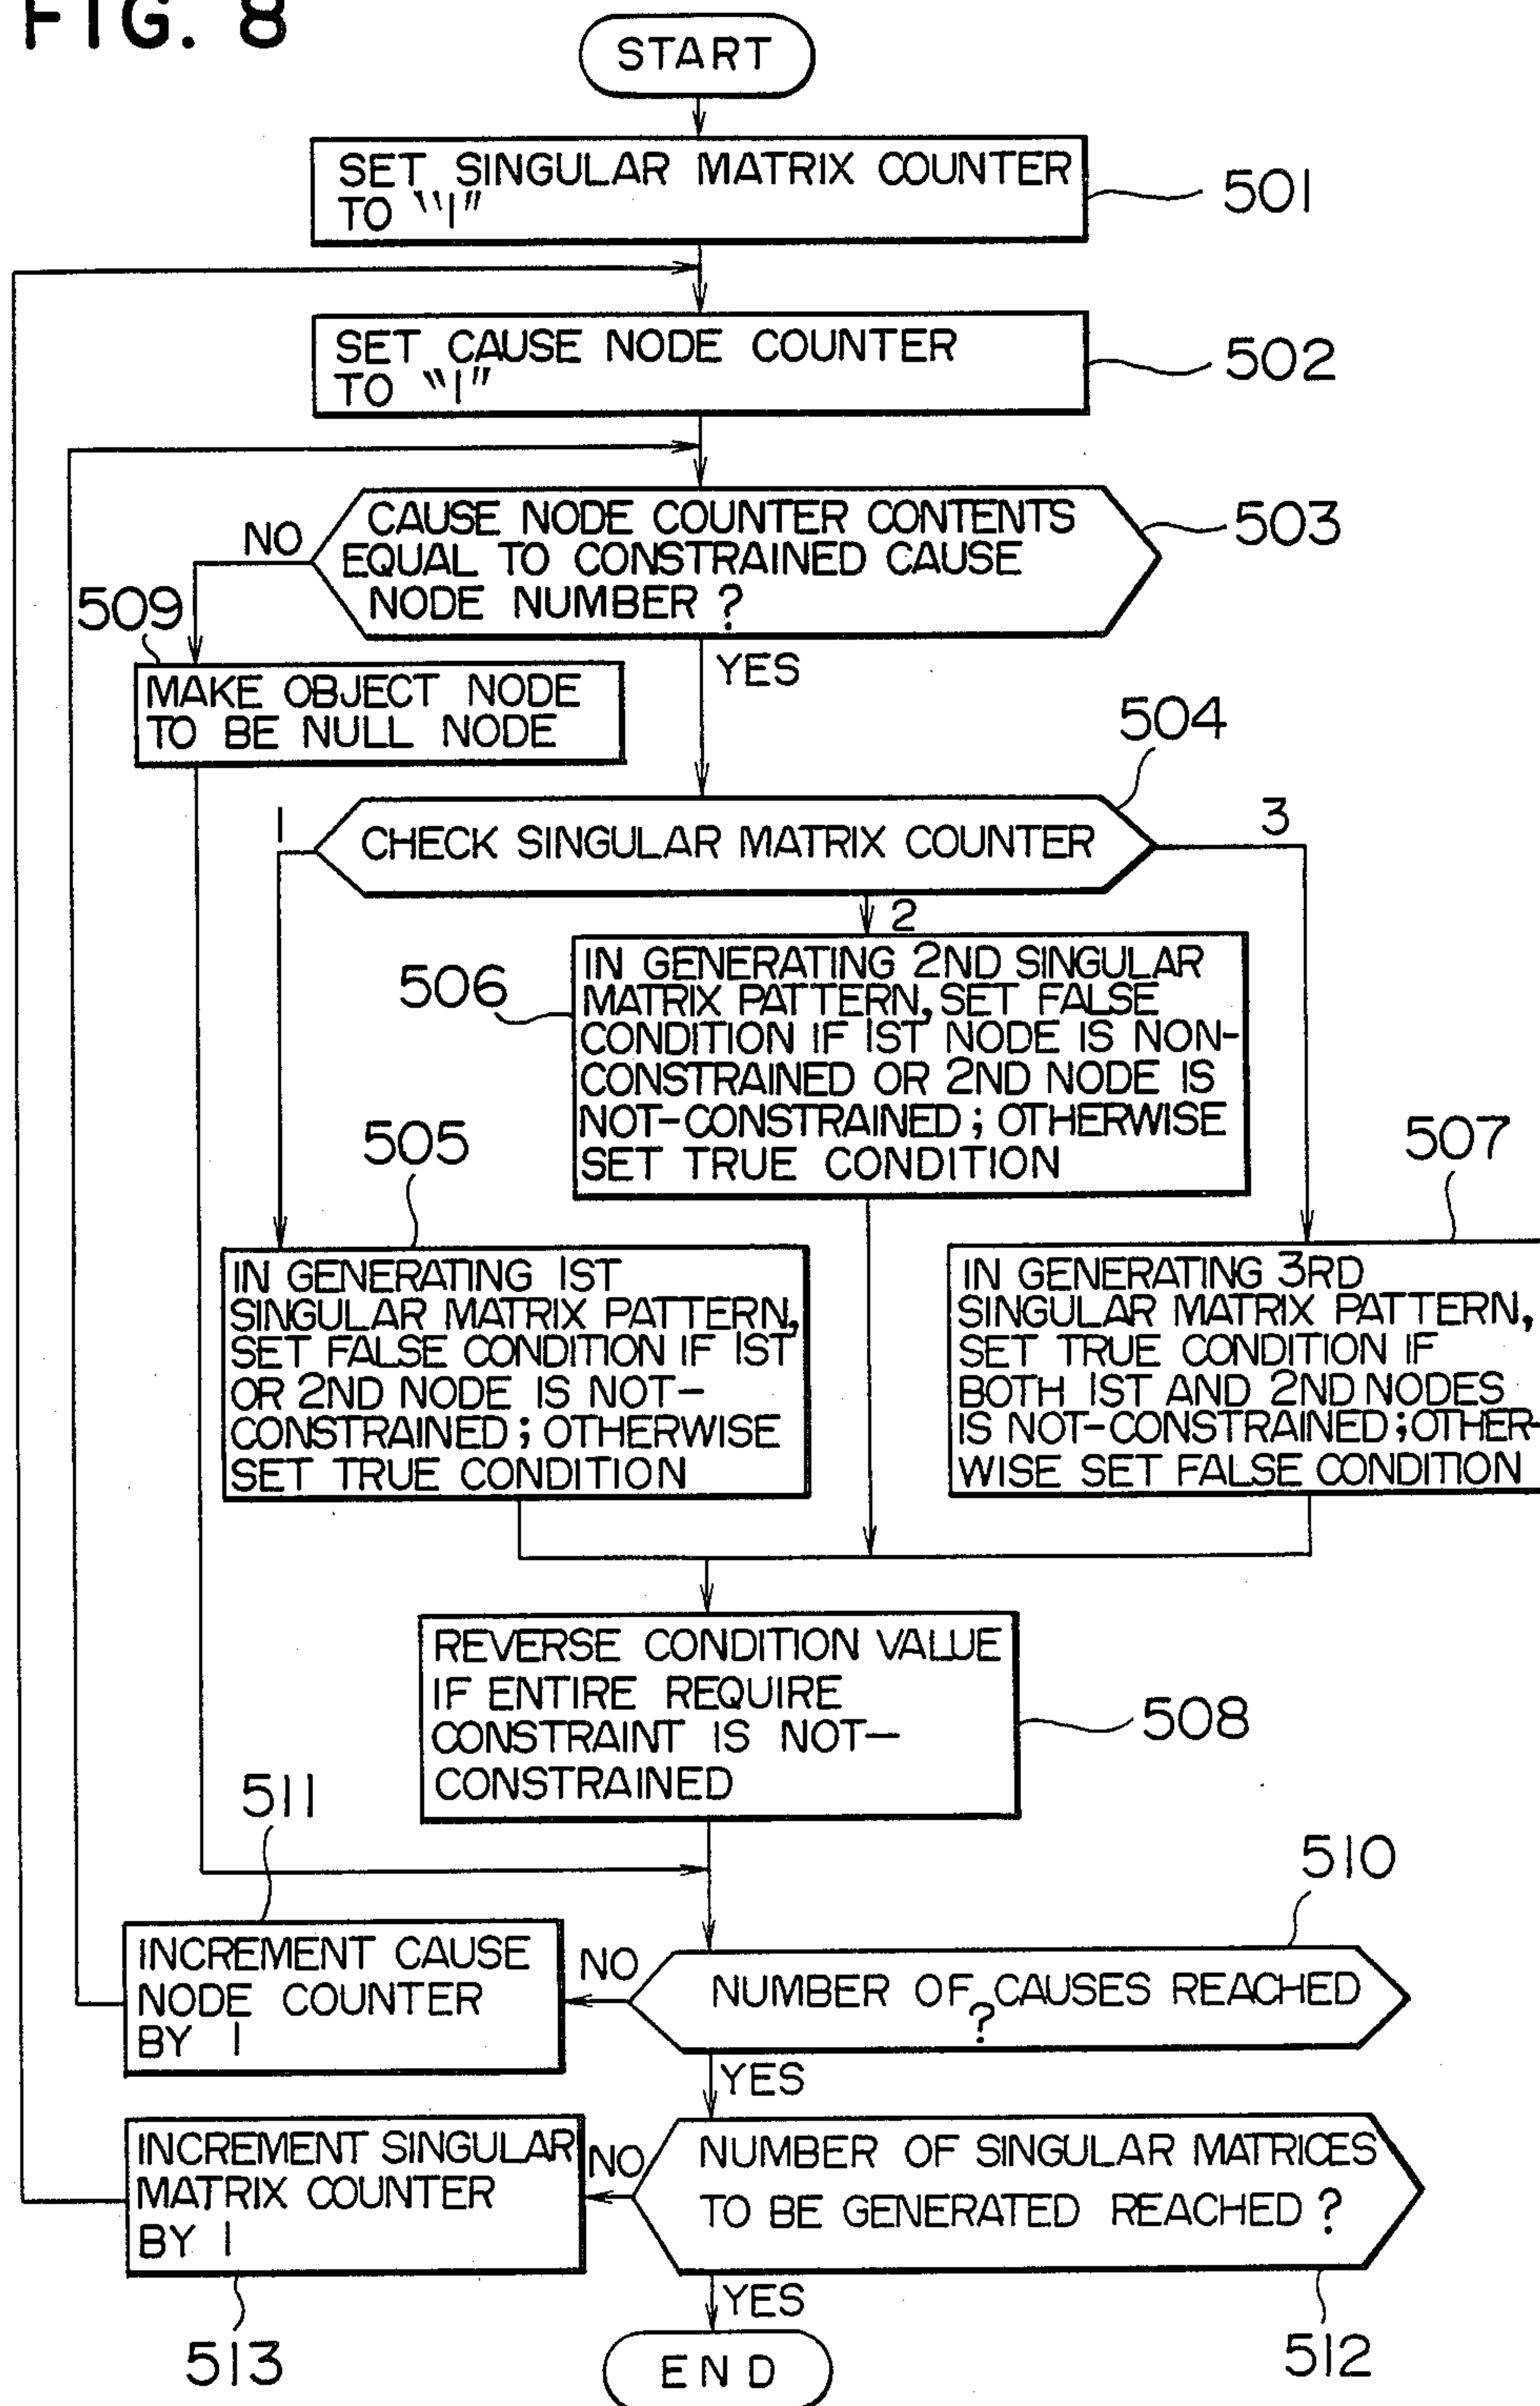 FIG. 8
START
SET SINGULAR MATRIX COUNTER
TO "1"
501
SET CAUSE NODE COUNTER
TO "1"
502
CAUSE NODE COUNTER CONTENTS
EQUAL TO CONSTRAINED CAUSE
NODE NUMBER ?
503
NO
YES
509
MAKE OBJECT NODE
TO BE NULL NODE
504
CHECK SINGULAR MATRIX COUNTER
1
2
3
506
IN GENERATING 2ND SINGULAR
MATRIX PATTERN, SET FALSE
CONDITION IF 1ST NODE IS NON-
CONSTRAINED OR 2ND NODE IS
NOT-CONSTRAINED; OTHERWISE
SET TRUE CONDITION
505
IN GENERATING 1ST
SINGULAR MATRIX PATTERN,
SET FALSE CONDITION IF 1ST
OR 2ND NODE IS NOT-
CONSTRAINED; OTHERWISE
SET TRUE CONDITION
507
IN GENERATING 3RD
SINGULAR MATRIX PATTERN,
SET TRUE CONDITION IF
BOTH 1ST AND 2ND NODES
IS NOT-CONSTRAINED; OTHER-
WISE SET FALSE CONDITION
REVERSE CONDITION VALUE
IF ENTIRE REQUIRE
CONSTRAINT IS NOT-
CONSTRAINED
508
511
INCREMENT CAUSE
NODE COUNTER
BY 1
NO
510
NUMBER OF CAUSES REACHED
?
YES
INCREMENT SINGULAR
MATRIX COUNTER
BY 1
513
NO
NUMBER OF SINGULAR MATRICES
TO BE GENERATED REACHED ?
512
YES
END